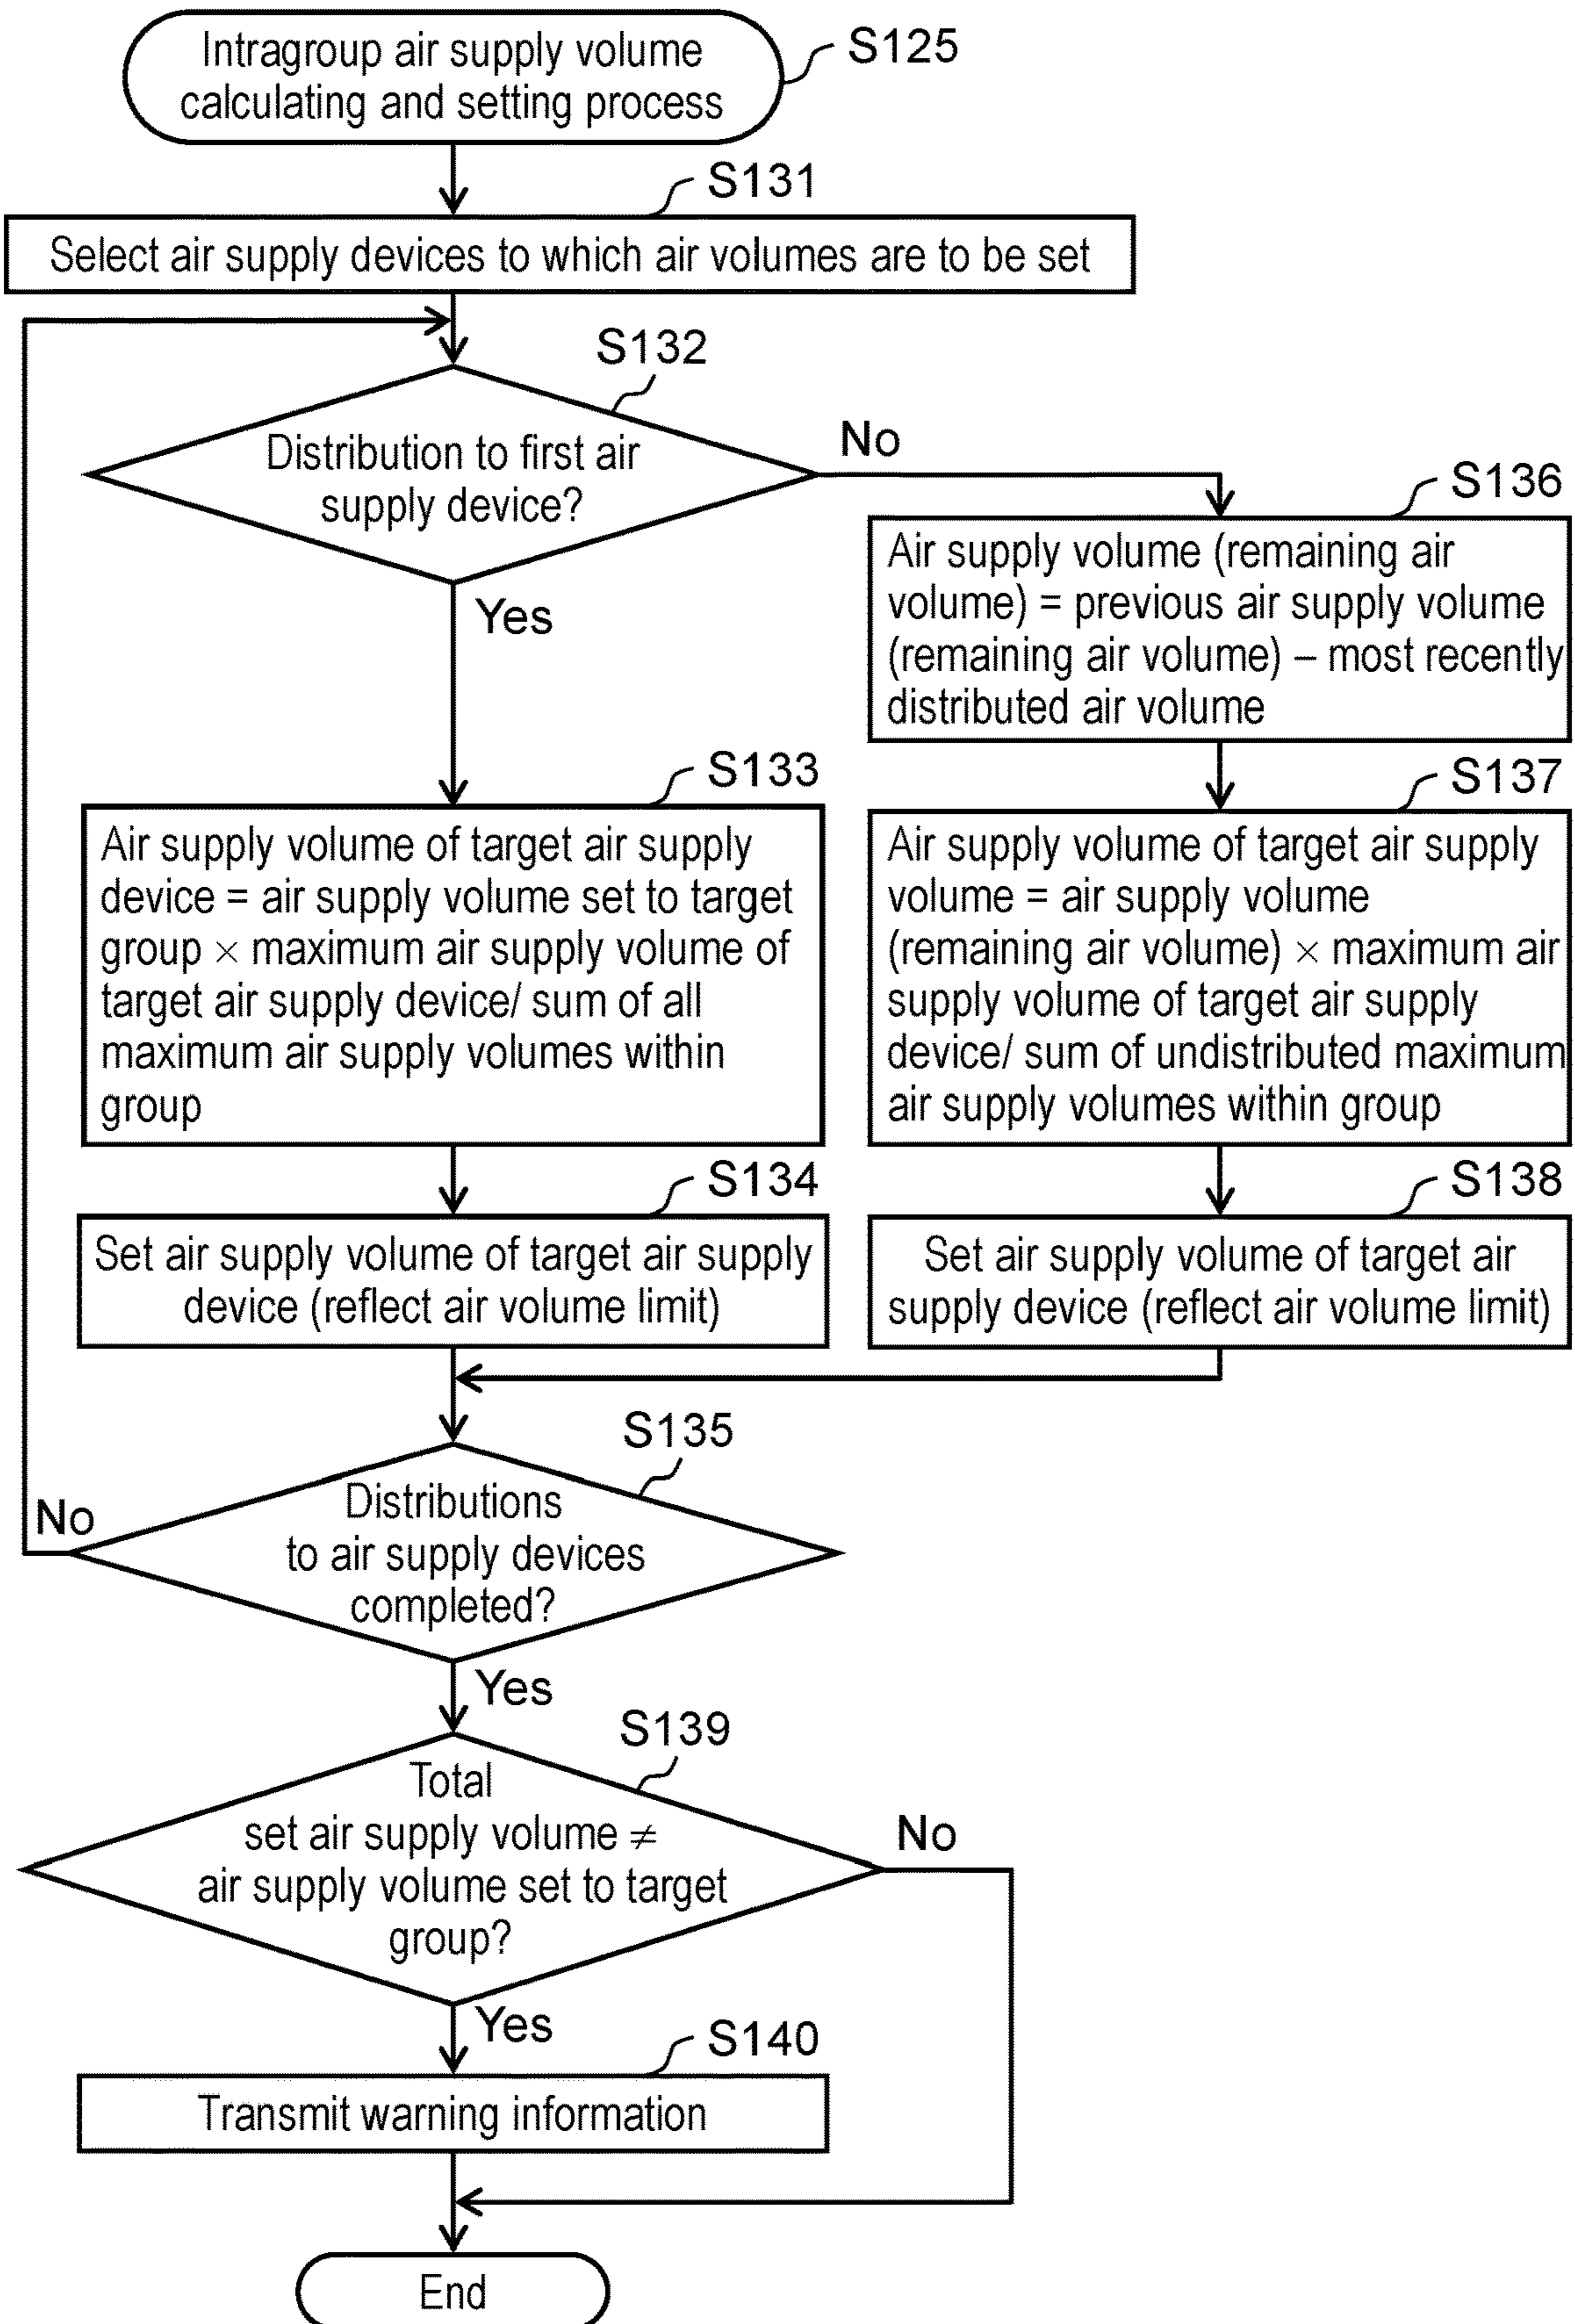 Intragroup air supply volume
calculating and setting process
S125
S131
Select air supply devices to which air volumes are to be set
S132
Distribution to first air
supply device?
No
Yes
S136
Air supply volume (remaining air
volume) = previous air supply volume
(remaining air volume) – most recently
distributed air volume
S133
Air supply volume of target air supply
device = air supply volume set to target
group × maximum air supply volume of
target air supply device/ sum of all
maximum air supply volumes within
group
S137
Air supply volume of target air supply
volume = air supply volume
(remaining air volume) × maximum air
supply volume of target air supply
device/ sum of undistributed maximum
air supply volumes within group
S134
Set air supply volume of target air supply
device (reflect air volume limit)
S138
Set air supply volume of target air
supply device (reflect air volume limit)
S135
Distributions
to air supply devices
completed?
No
Yes
S139
Total
set air supply volume ≠
air supply volume set to target
group?
No
Yes
S140
Transmit warning information
End